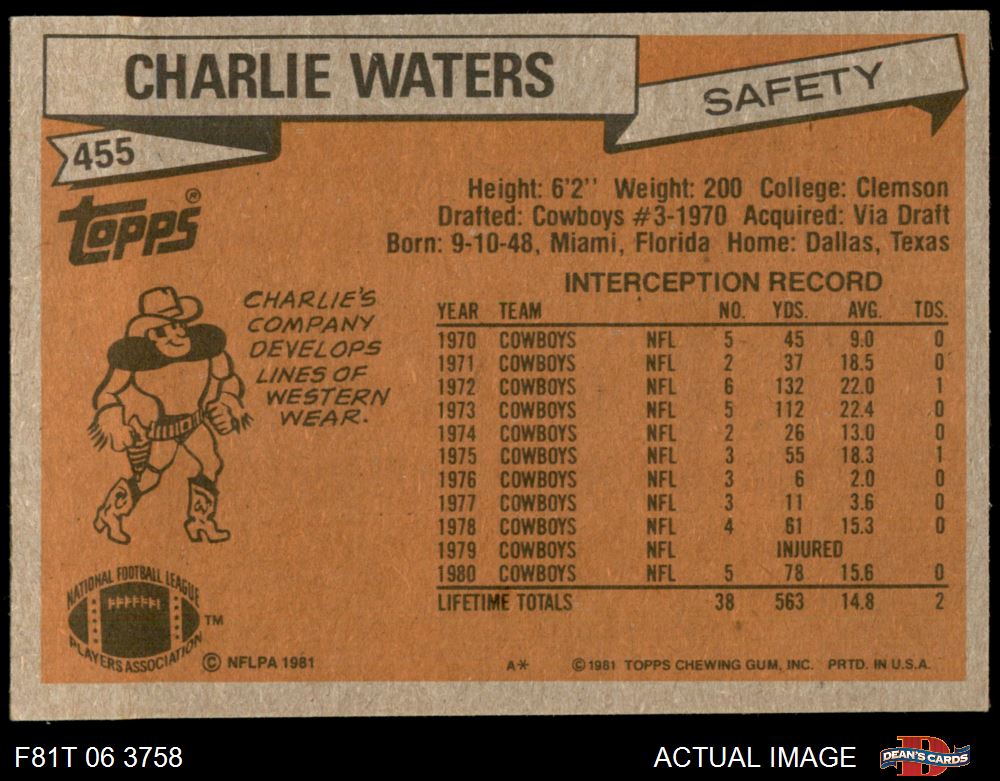 CHARLIE WATERS
SAFETY
455
TOPPS®
Height: 6'2'' Weight: 200 College: Clemson
Drafted: Cowboys #3-1970 Acquired: Via Draft
Born: 9-10-48, Miami, Florida Home: Dallas, Texas
CHARLIE'S
COMPANY
DEVELOPS
LINES OF
WESTERN
WEAR.
INTERCEPTION RECORD
YEAR TEAM NO. YDS. AVG. TDS.
1970 COWBOYS NFL 5 45 9.0 0
1971 COWBOYS NFL 2 37 18.5 0
1972 COWBOYS NFL 6 132 22.0 1
1973 COWBOYS NFL 5 112 22.4 0
1974 COWBOYS NFL 2 26 13.0 0
1975 COWBOYS NFL 3 55 18.3 1
1976 COWBOYS NFL 3 6 2.0 0
1977 COWBOYS NFL 3 11 3.6 0
1978 COWBOYS NFL 4 61 15.3 0
1979 COWBOYS NFL INJURED
1980 COWBOYS NFL 5 78 15.6 0
LIFETIME TOTALS 38 563 14.8 2
NATIONAL FOOTBALL LEAGUE
PLAYERS ASSOCIATION
TM
© NFLPA 1981
A* © 1981 TOPPS CHEWING GUM, INC. PRTD. IN U.S.A.
F81T 06 3758
ACTUAL IMAGE
D
DEAN'S CARDS